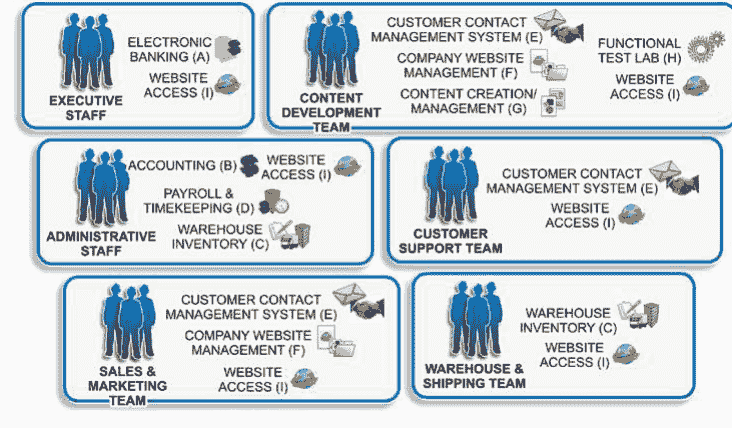 ELECTRONIC
BANKING (A)
WEBSITE
ACCESS (I)
EXECUTIVE
STAFF
CUSTOMER CONTACT
MANAGEMENT SYSTEM (E)
COMPANY WEBSITE
MANAGEMENT (F)
CONTENT CREATION/
MANAGEMENT (G)
FUNCTIONAL
TEST LAB (H)
WEBSITE
ACCESS (I)
CONTENT
DEVELOPMENT
TEAM
ACCOUNTING (B)
WEBSITE
ACCESS (I)
PAYROLL &
TIMEKEEPING (D)
WAREHOUSE
INVENTORY (C)
ADMINISTRATIVE
STAFF
CUSTOMER CONTACT
MANAGEMENT SYSTEM (E)
WEBSITE
ACCESS (I)
CUSTOMER
SUPPORT TEAM
CUSTOMER CONTACT
MANAGEMENT SYSTEM (E)
COMPANY WEBSITE
MANAGEMENT (F)
WEBSITE
ACCESS (I)
SALES &
MARKETING
TEAM
WAREHOUSE
INVENTORY (C)
WEBSITE
ACCESS (I)
WAREHOUSE &
SHIPPING TEAM